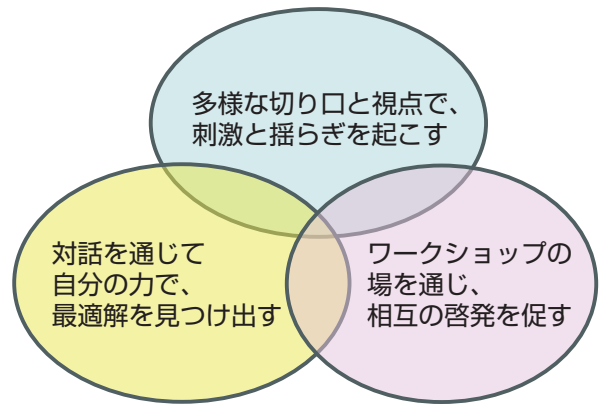 多様な切り口と視点で、
刺激と揺らぎを起こす
対話を通じて
自分の力で、
最適解を見つけ出す
ワークショップの
場を通じ、
相互の啓発を促す